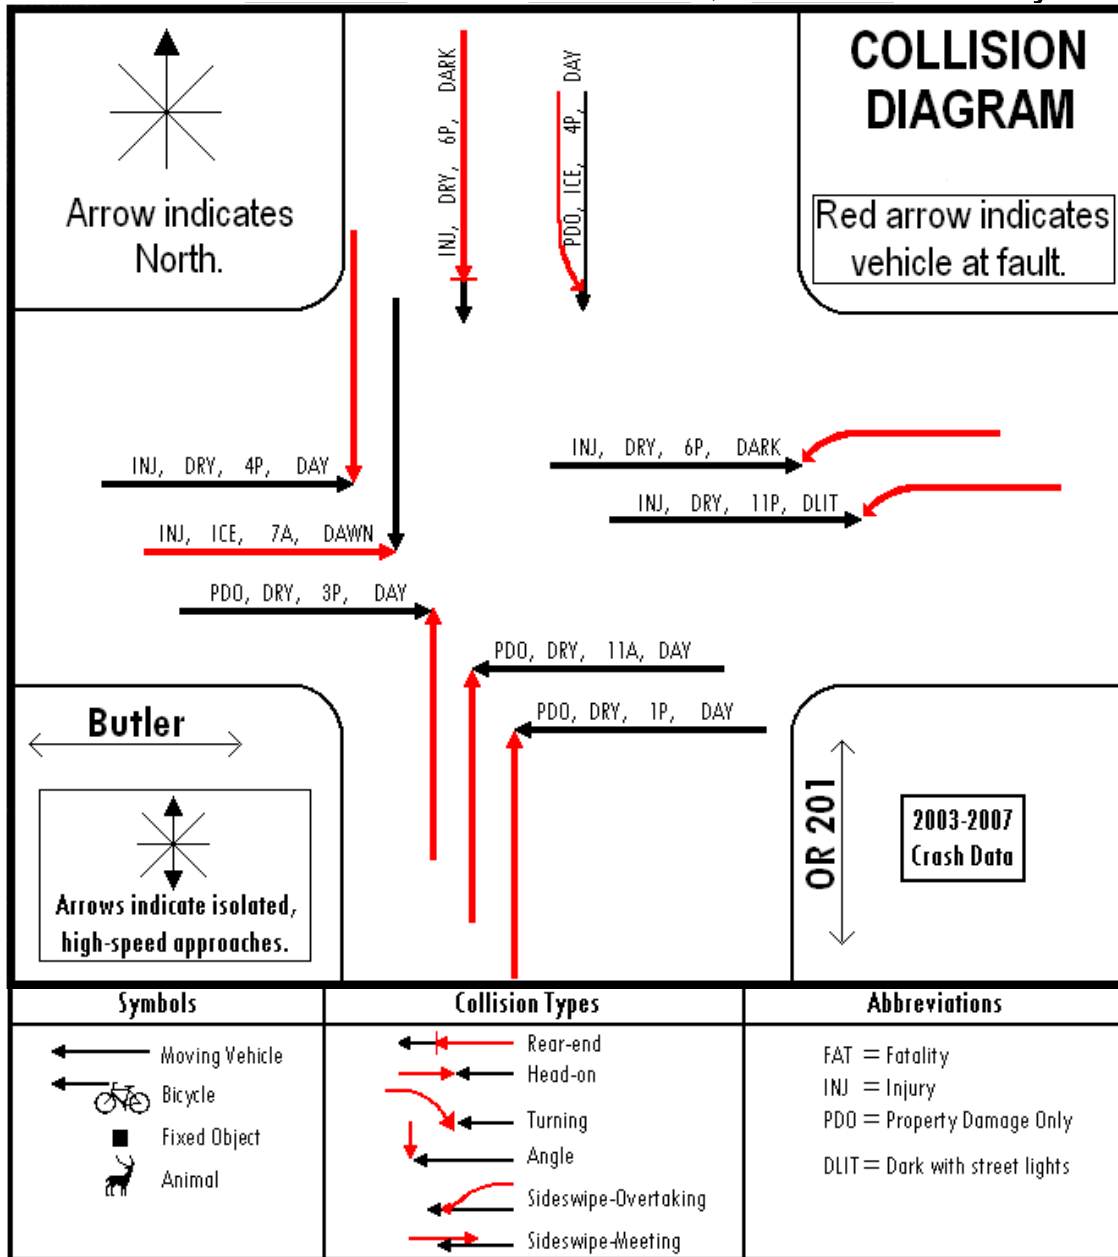 COLLISION
DIAGRAM
Arrow indicates
North.
Red arrow indicates
vehicle at fault.
INJ, DRY, 6P, DARK
PDO, ICE, 4P, DAY
INJ, DRY, 4P, DAY
INJ, DRY, 6P, DARK
INJ, DRY, 11P, DLIT
INJ, ICE, 7A, DAWN
PDO, DRY, 3P, DAY
PDO, DRY, 11A, DAY
PDO, DRY, 1P, DAY
Butler
Arrows indicate isolated,
high-speed approaches.
OR 201
2003-2007
Crash Data
Symbols
Moving Vehicle
Bicycle
Fixed Object
Animal
Collision Types
Rear-end
Head-on
Turning
Angle
Sideswipe-Overtaking
Sideswipe-Meeting
Abbreviations
FAT = Fatality
INJ = Injury
PDO = Property Damage Only
DLIT = Dark with street lights